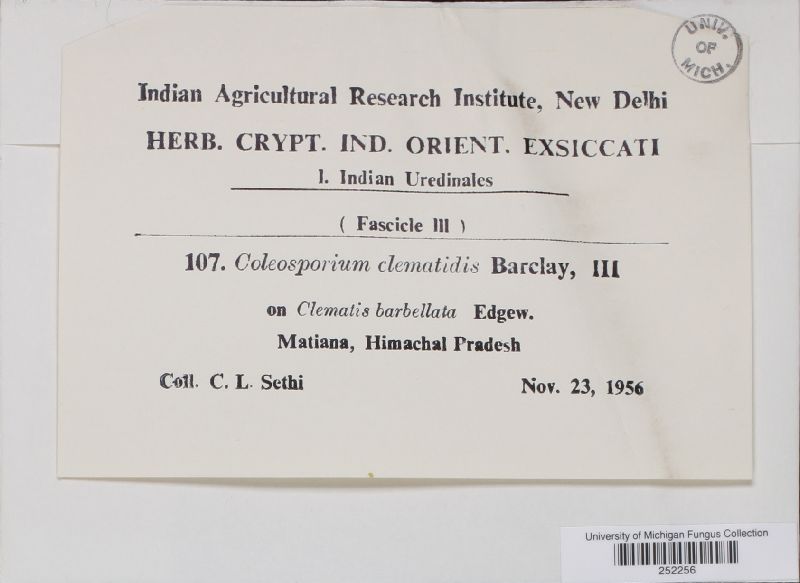 UNIV.
OF
MICH.
Indian Agricultural Research Institute, New Delhi
HERB. CRYPT. IND. ORIENT. EXSICCATI
I. Indian Uredinales
( Fascicle III )
107. Coleosporium clematidis Barclay, III
on Clematis barbellata Edgew.
Matiana, Himachal Pradesh
Coll. C. L. Sethi Nov. 23, 1956
University of Michigan Fungus Collection
252256